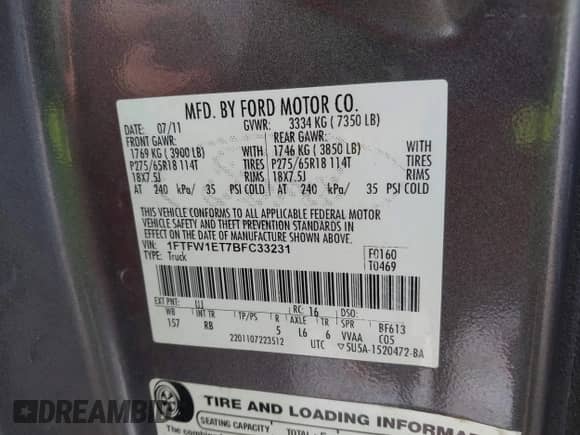 MFD. BY FORD MOTOR CO.
DATE: 07/11 GVWR: 3334 KG ( 7350 LB)
FRONT GAWR: REAR GAWR:
1769 KG ( 3900 LB) WITH 1746 KG ( 3850 LB) WITH
P275/65R18 114T TIRES P275/65R18 114T TIRES
18X7.5J RIMS 18X7.5J RIMS
AT 240 kPa/ 35 PSI COLD AT 240 kPa/ 35 PSI COLD
THIS VEHICLE CONFORMS TO ALL APPLICABLE FEDERAL MOTOR
VEHICLE SAFETY AND THEFT PREVENTION STANDARDS IN
EFFECT ON THE DATE OF MANUFACTURE SHOWN ABOVE.
VIN: 1FTFW1ET7BFC33231 F0160
TYPE: Truck T0469
EXT PNT: UJ RC: 16 DSO:
WB INT TR TP/PS R AXLE TR SPR BF613
157 RB 5 L6 6 VVAA C05
2201107223512 UTC 5U5A-1520472-BA
TIRE AND LOADING INFORMAT
SEATING CAPACITY TOTAL
The combined
DREAMBID